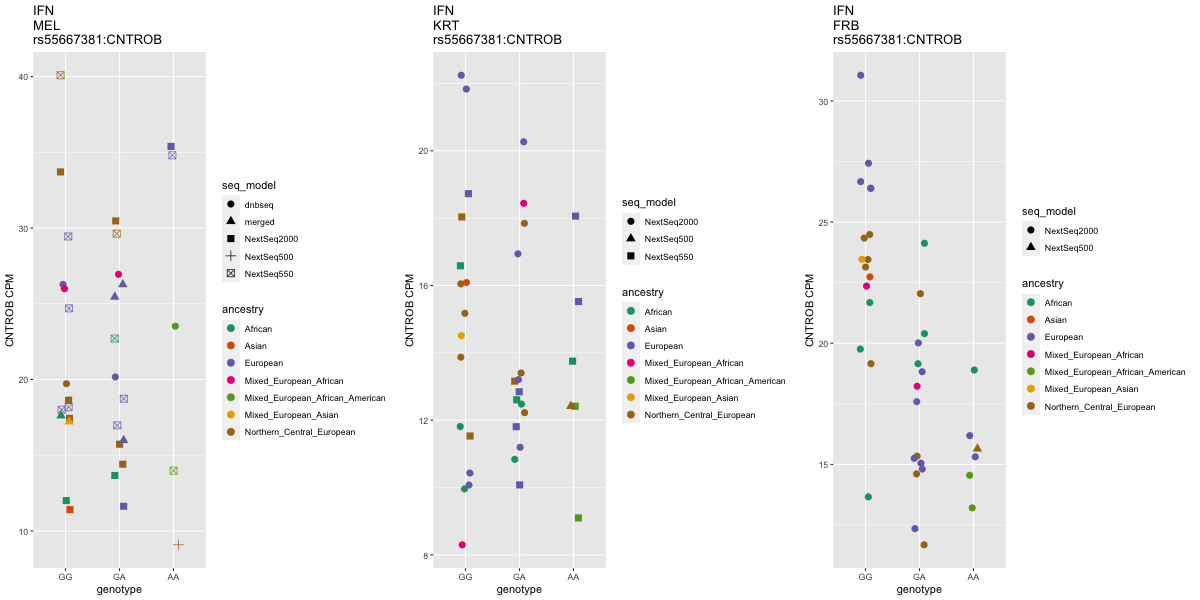 IFN
MEL
rs55667381:CNTROB
40
30
20
10
CNTROB CPM
GG
GA
AA
genotype
seq_model
dnbseq
merged
NextSeq2000
NextSeq500
NextSeq550
ancestry
African
Asian
European
Mixed_European_African
Mixed_European_African_American
Mixed_European_Asian
Northern_Central_European
IFN
KRT
rs55667381:CNTROB
20
16
12
8
CNTROB CPM
GG
GA
AA
genotype
seq_model
NextSeq2000
NextSeq500
NextSeq550
ancestry
African
Asian
European
Mixed_European_African
Mixed_European_African_American
Mixed_European_Asian
Northern_Central_European
IFN
FRB
rs55667381:CNTROB
30
25
20
15
CNTROB CPM
GG
GA
AA
genotype
seq_model
NextSeq2000
NextSeq500
ancestry
African
Asian
European
Mixed_European_African
Mixed_European_African_American
Mixed_European_Asian
Northern_Central_European